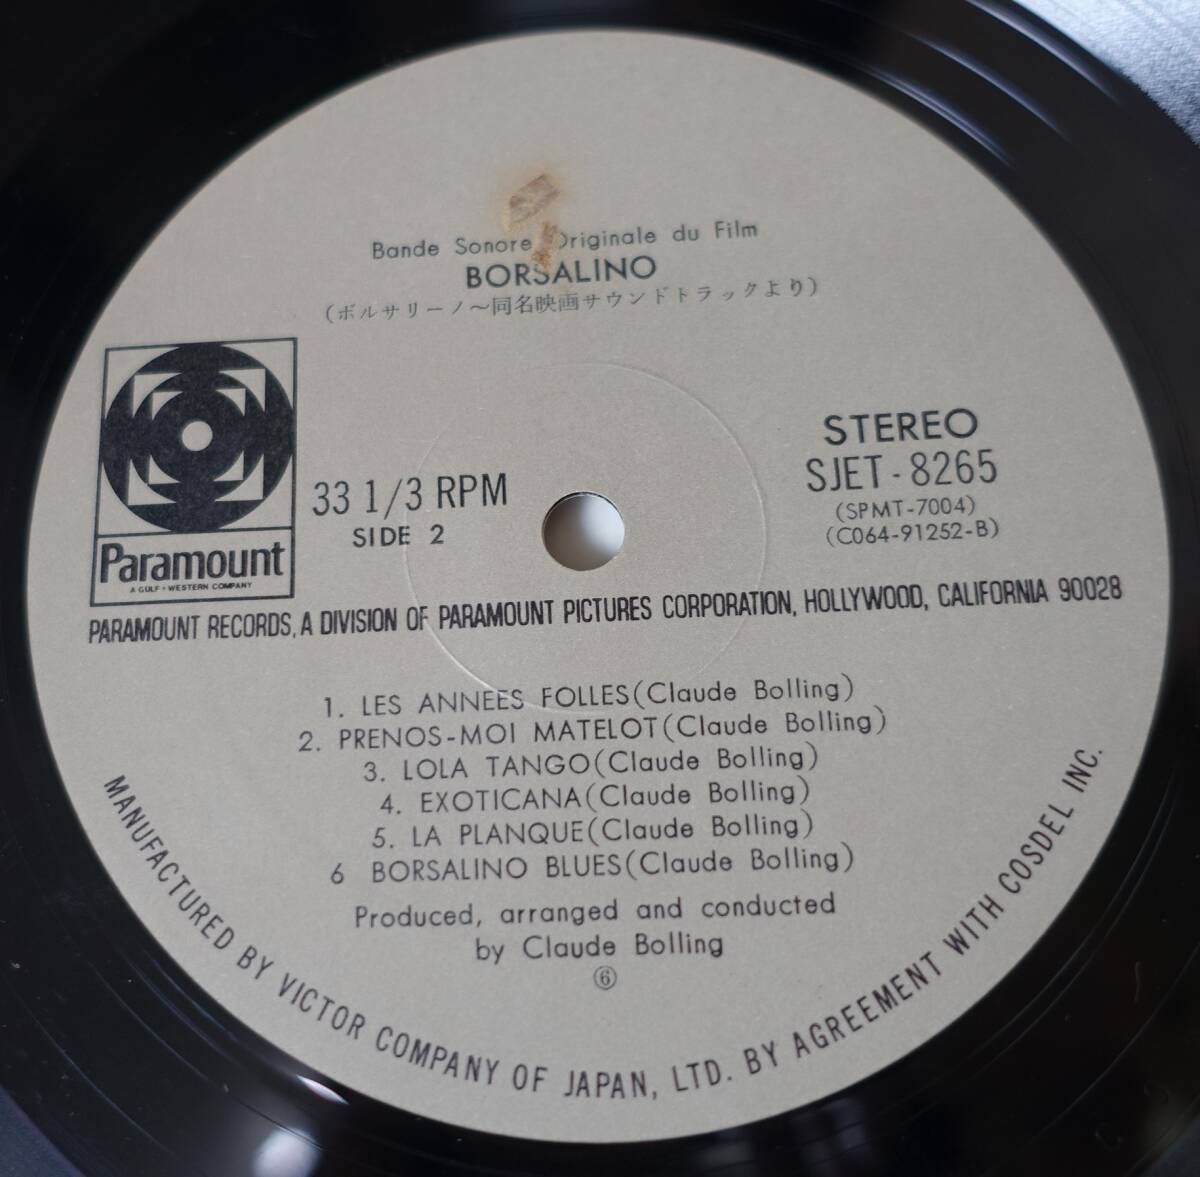 Bande Sonore Originale du Film
BORSALINO
(ボルサリーノ～同名映画サウンドトラックより)
Paramount
A GULF + WESTERN COMPANY
33 1/3 RPM
SIDE 2
STEREO
SJET-8265
(SPMT-7004)
(C064-91252-B)
PARAMOUNT RECORDS, A DIVISION OF PARAMOUNT PICTURES CORPORATION, HOLLYWOOD, CALIFORNIA 90028
1. LES ANNEES FOLLES(Claude Bolling)
2. PRENOS-MOI MATELOT(Claude Bolling)
3. LOLA TANGO(Claude Bolling)
4. EXOTICANA(Claude Bolling)
5. LA PLANQUE(Claude Bolling)
6 BORSALINO BLUES(Claude Bolling)
Produced, arranged and conducted
by Claude Bolling
⑥
MANUFACTURED BY VICTOR COMPANY OF JAPAN, LTD. BY AGREEMENT WITH COSDEL INC.